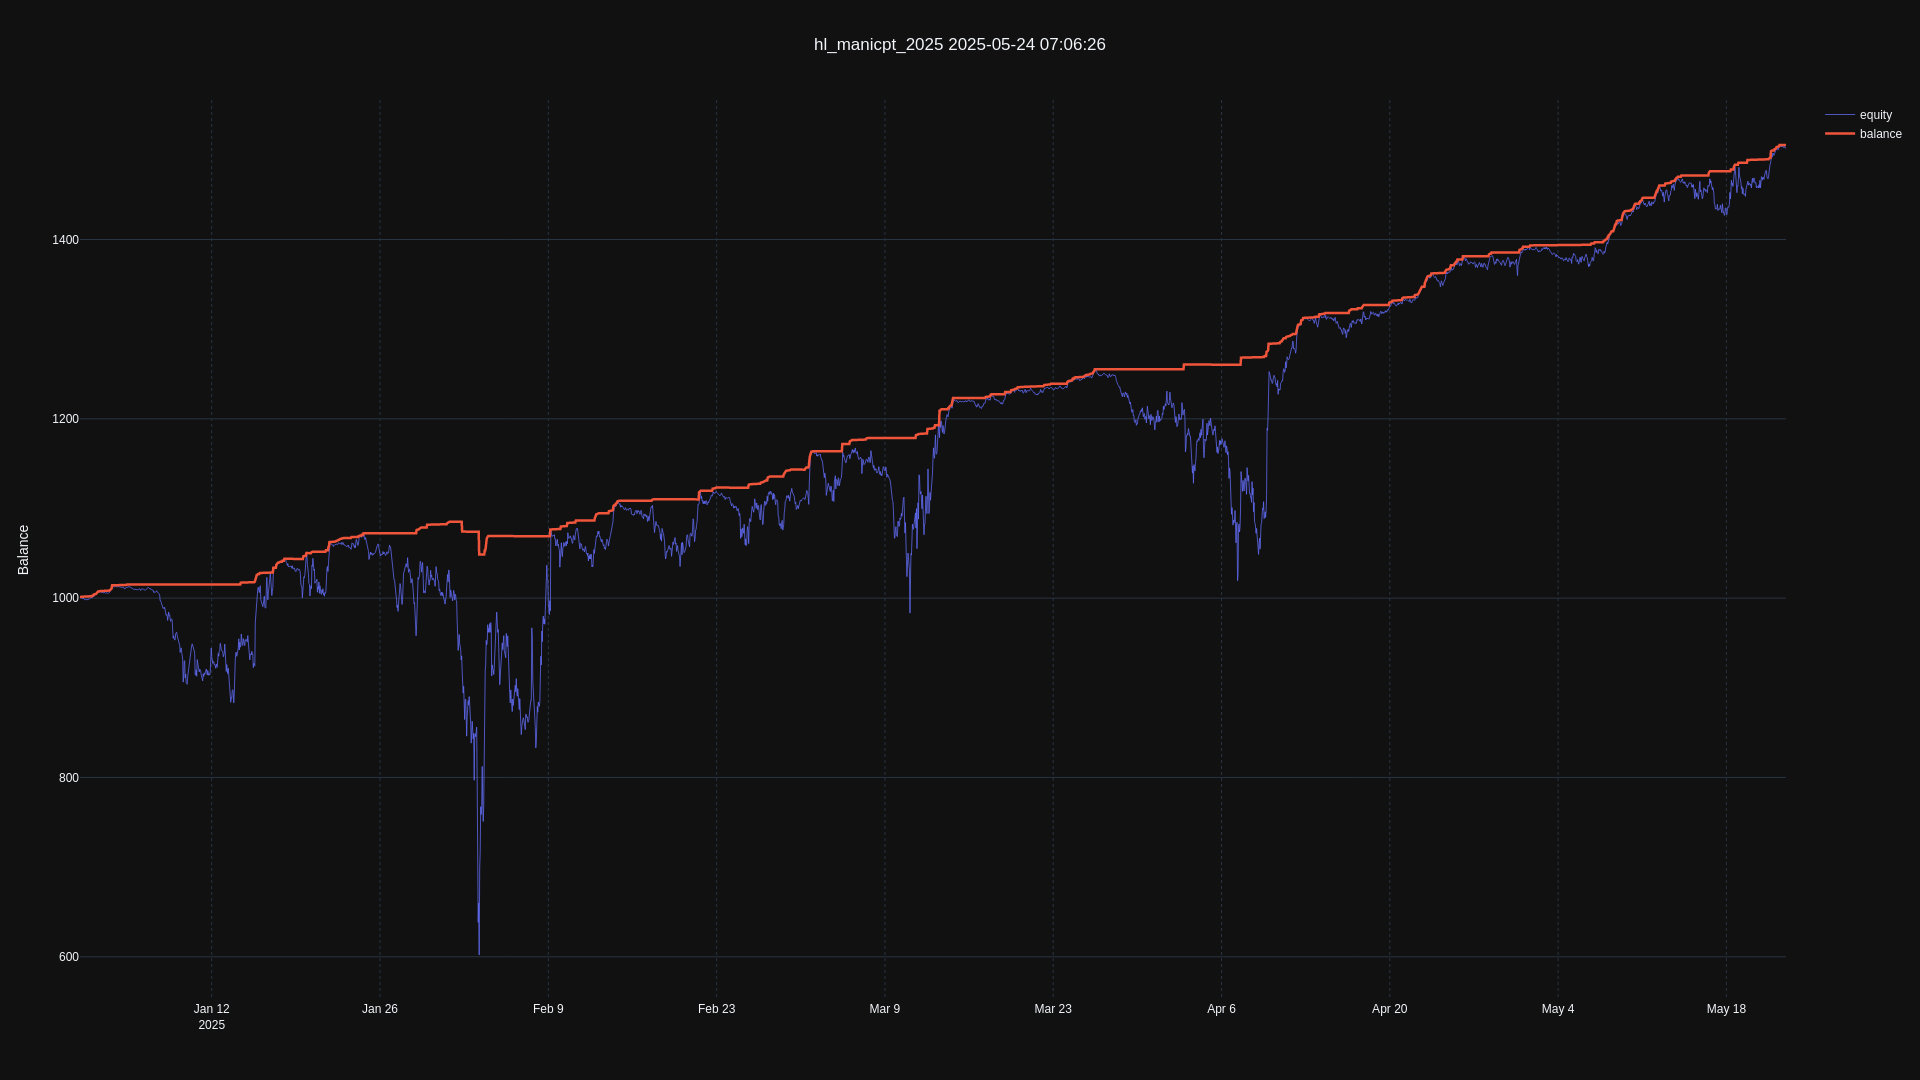 hl_manicpt_2025 2025-05-24 07:06:26
equity
balance
Balance
1400
1200
1000
800
600
Jan 12
2025
Jan 26
Feb 9
Feb 23
Mar 9
Mar 23
Apr 6
Apr 20
May 4
May 18